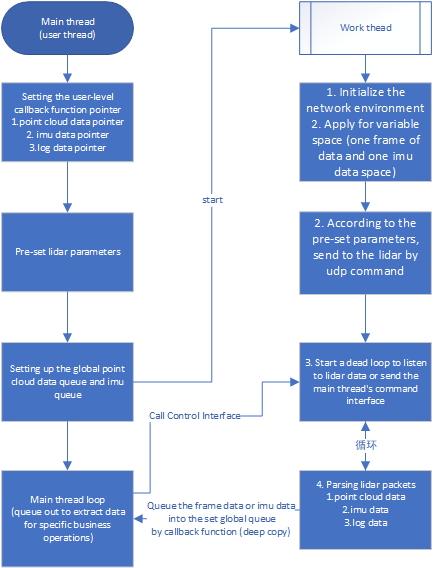 Main thread
(user thread)
Setting the user-level
callback function pointer
1.point cloud data pointer
2. imu data pointer
3.log data pointer
Pre-set lidar parameters
Setting up the global point
cloud data queue and imu
queue
Main thread loop
(queue out to extract data
for specific business
operations)
start
Call Control Interface
Queue the frame data or imu data
into the set global queue
by callback function (deep copy)
Work thead
1. Initialize the
network environment
2. Apply for variable
space (one frame of
data and one imu
data space)
2. According to the
pre-set parameters,
send to the lidar by
udp command
3. Start a dead loop to listen
to lidar data or send the
main thread's command
interface
循环
4. Parsing lidar packets
1.point cloud data
2.imu data
3.log data